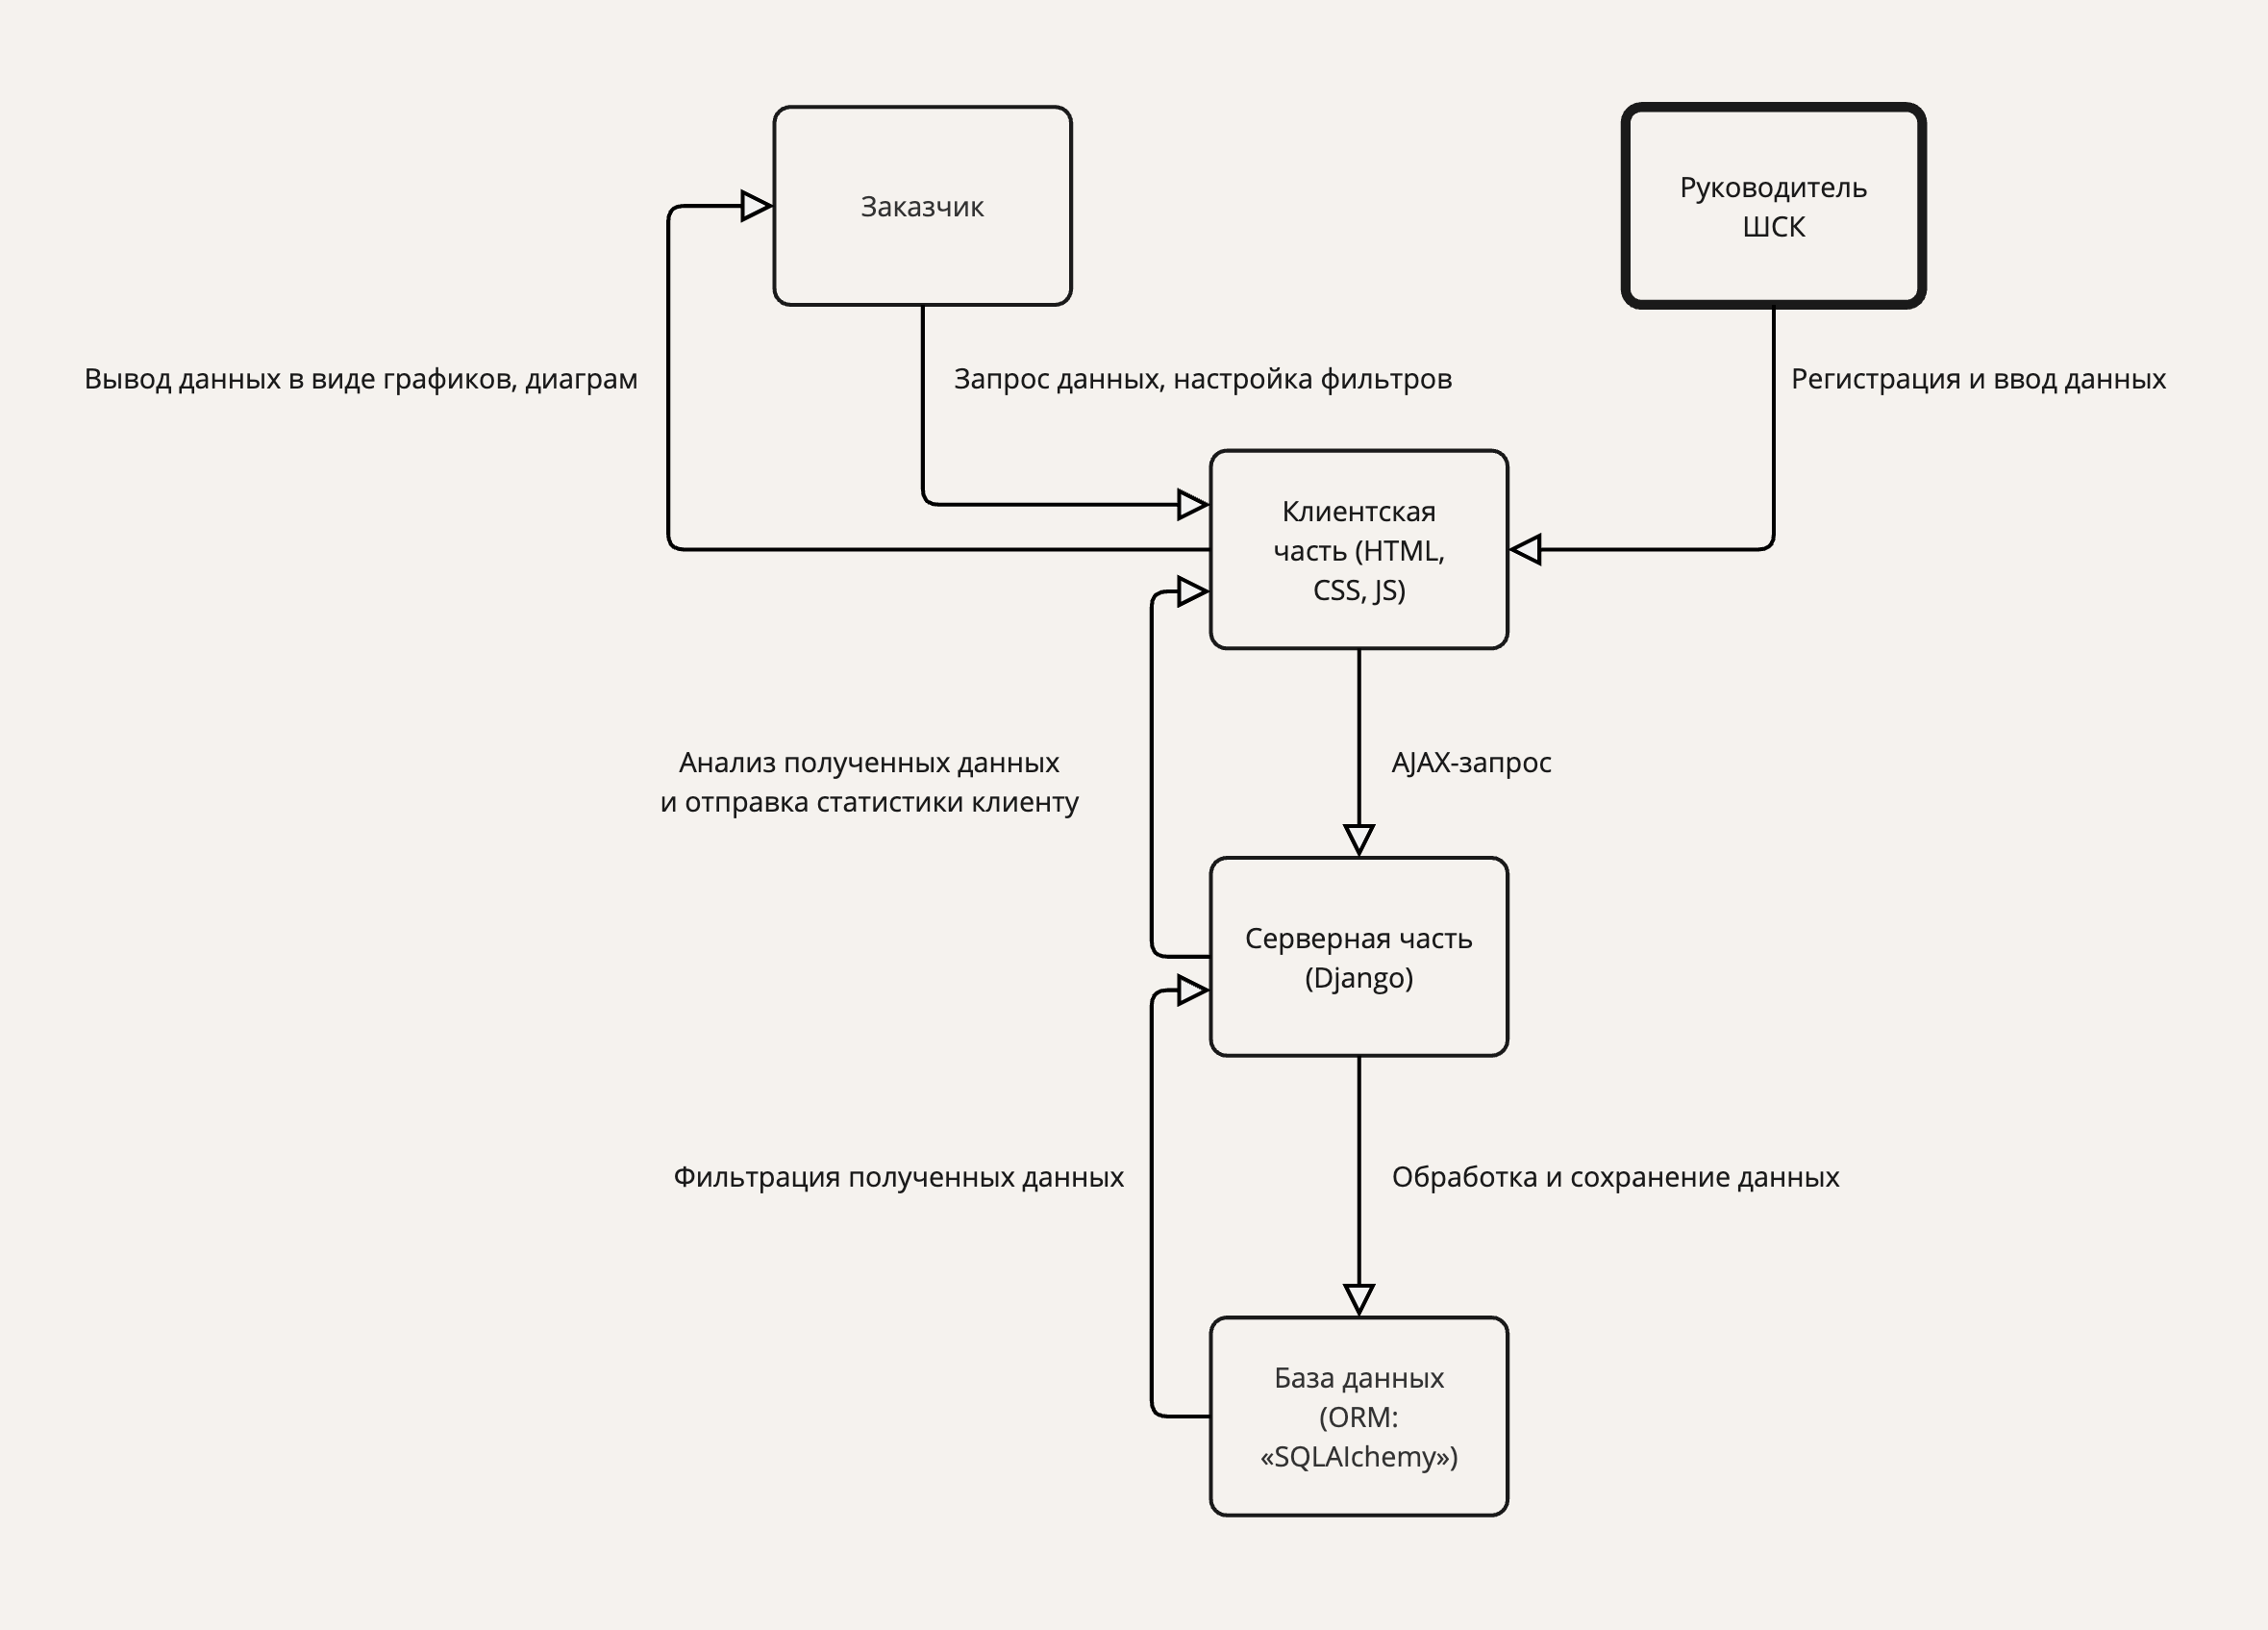 Заказчик
Руководитель
ШСК
Вывод данных в виде графиков, диаграм
Запрос данных, настройка фильтров
Регистрация и ввод данных
Клиентская
часть (HTML,
CSS, JS)
Анализ полученных данных
и отправка статистики клиенту
AJAX-запрос
Серверная часть
(Django)
Фильтрация полученных данных
Обработка и сохранение данных
База данных
(ORM:
«SQLAlchemy»)